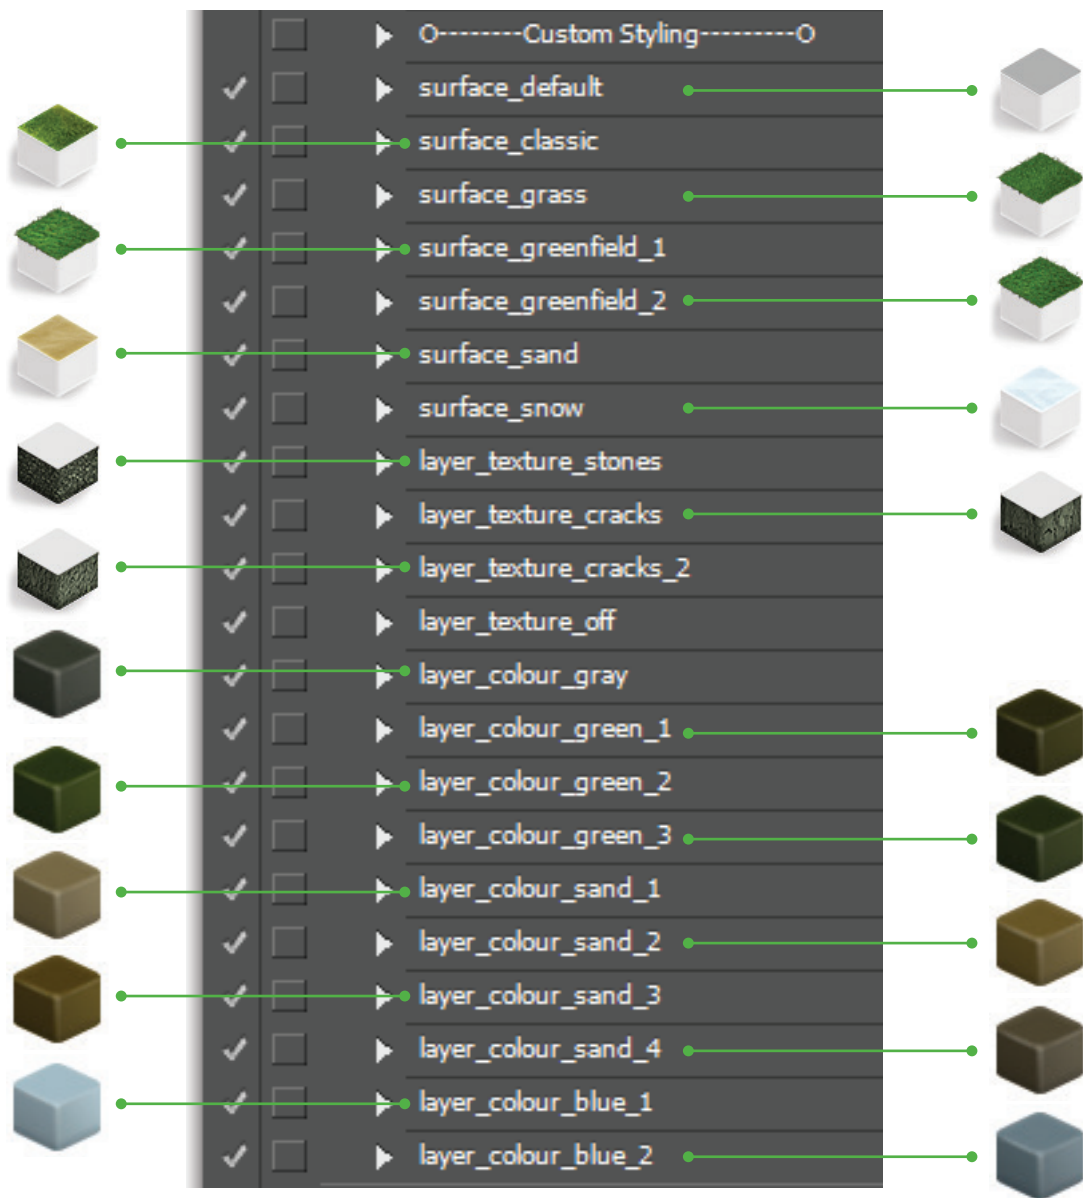 O--------Custom Styling---------O
surface_default
surface_classic
surface_grass
surface_greenfield_1
surface_greenfield_2
surface_sand
surface_snow
layer_texture_stones
layer_texture_cracks
layer_texture_cracks_2
layer_texture_off
layer_colour_gray
layer_colour_green_1
layer_colour_green_2
layer_colour_green_3
layer_colour_sand_1
layer_colour_sand_2
layer_colour_sand_3
layer_colour_sand_4
layer_colour_blue_1
layer_colour_blue_2